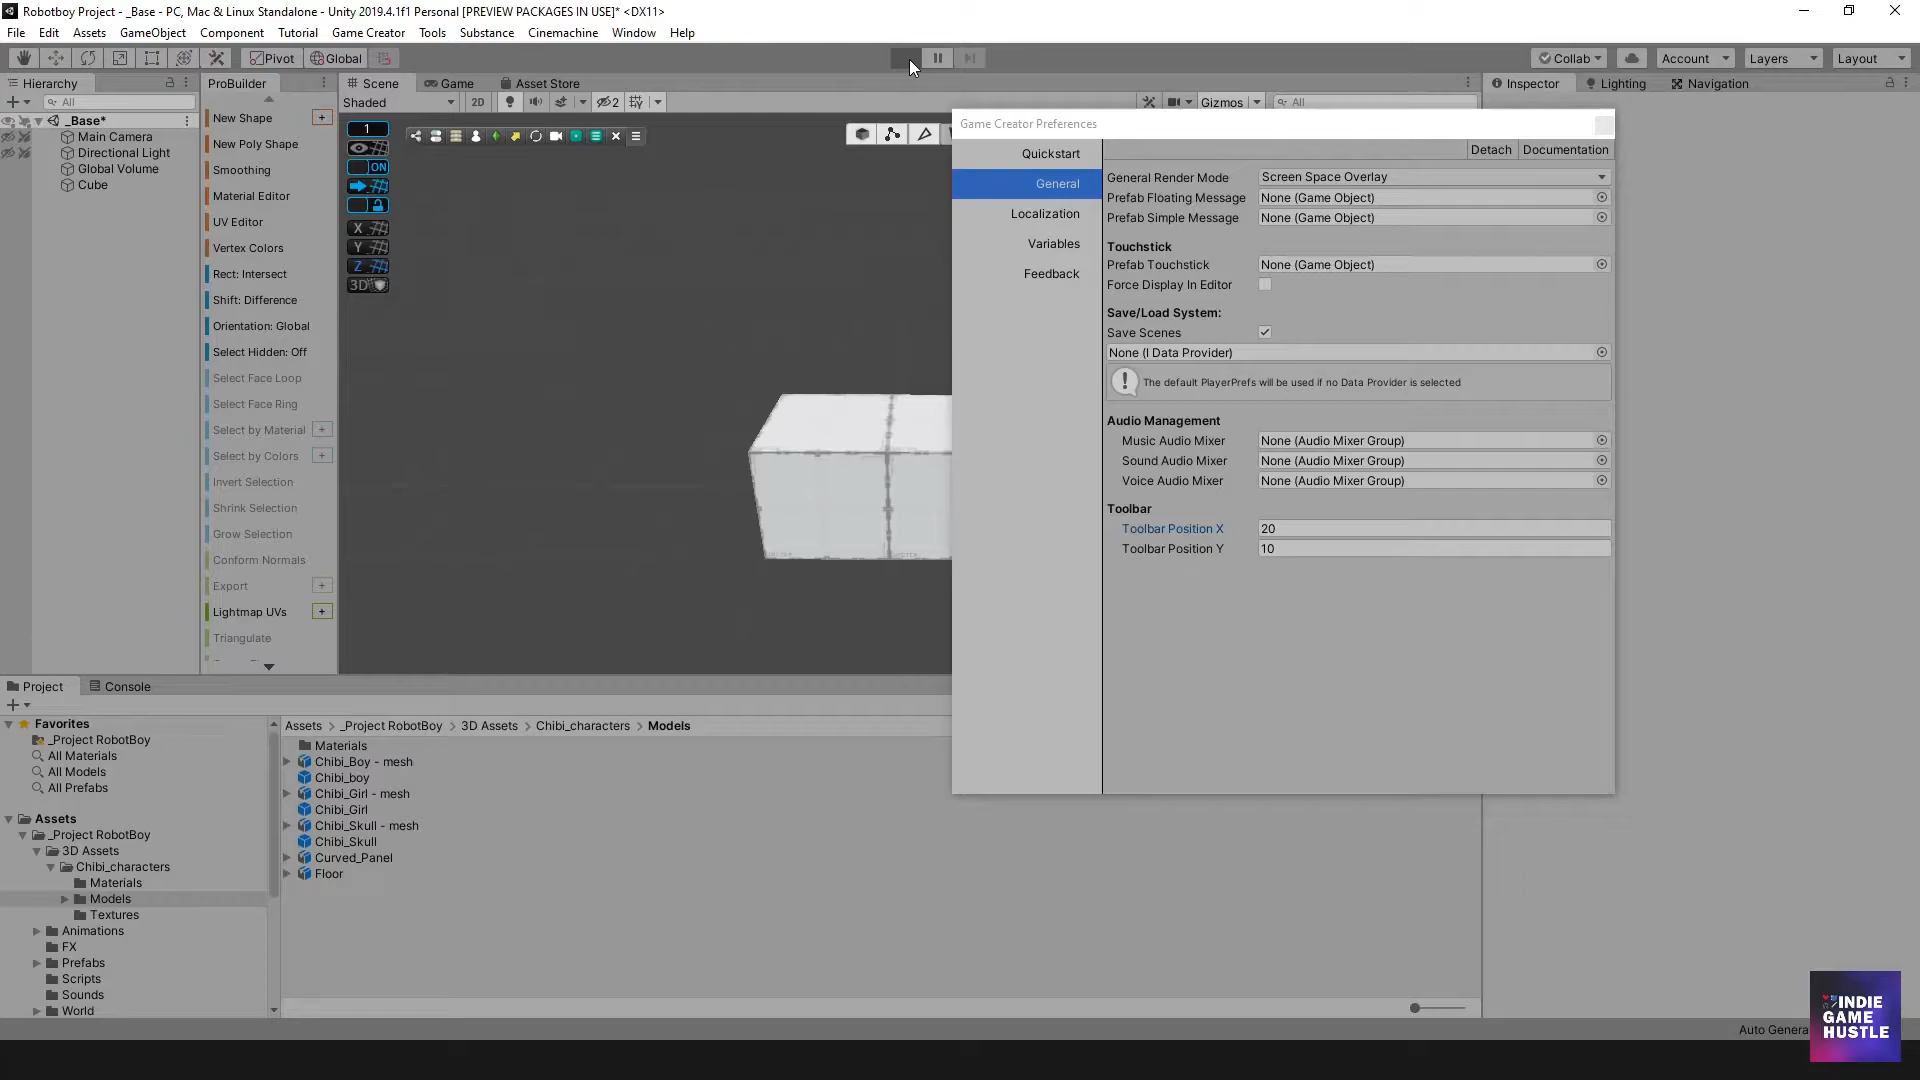 Robotboy Project - _Base - PC, Mac & Linux Standalone - Unity 2019.4.1f1 Personal [PREVIEW PACKAGES IN USE]* <DX11>
File Edit Assets GameObject Component Tutorial Game Creator Tools Substance Cinemachine Window Help
Pivot Global Collab Account Layers Layout
Hierarchy ProBuilder Scene Game Asset Store Inspector Lighting Navigation
All Shaded 2D 2 Gizmos All
_Base*
Main Camera
Directional Light
Global Volume
Cube
New Shape
New Poly Shape
Smoothing
Material Editor
UV Editor
Vertex Colors
Rect: Intersect
Shift: Difference
Orientation: Global
Select Hidden: Off
Select Face Loop
Select Face Ring
Select by Material
Select by Colors
Invert Selection
Shrink Selection
Grow Selection
Conform Normals
Export
Lightmap UVs
Triangulate
1
ON
X
Y
Z
3D
Game Creator Preferences
Quickstart
General
Localization
Variables
Feedback
Detach Documentation
General Render Mode Screen Space Overlay
Prefab Floating Message None (Game Object)
Prefab Simple Message None (Game Object)
Touchstick
Prefab Touchstick None (Game Object)
Force Display In Editor
Save/Load System:
Save Scenes
None (I Data Provider)
The default PlayerPrefs will be used if no Data Provider is selected
Audio Management
Music Audio Mixer None (Audio Mixer Group)
Sound Audio Mixer None (Audio Mixer Group)
Voice Audio Mixer None (Audio Mixer Group)
Toolbar
Toolbar Position X 20
Toolbar Position Y 10
Project Console
Favorites
_Project RobotBoy
All Materials
All Models
All Prefabs
Assets
_Project RobotBoy
3D Assets
Chibi_characters
Materials
Models
Textures
Animations
FX
Prefabs
Scripts
Sounds
World
Assets > _Project RobotBoy > 3D Assets > Chibi_characters > Models
Materials
Chibi_Boy - mesh
Chibi_boy
Chibi_Girl - mesh
Chibi_Girl
Chibi_Skull - mesh
Chibi_Skull
Curved_Panel
Floor
Auto Genera
INDIE
GAME
HUSTLE